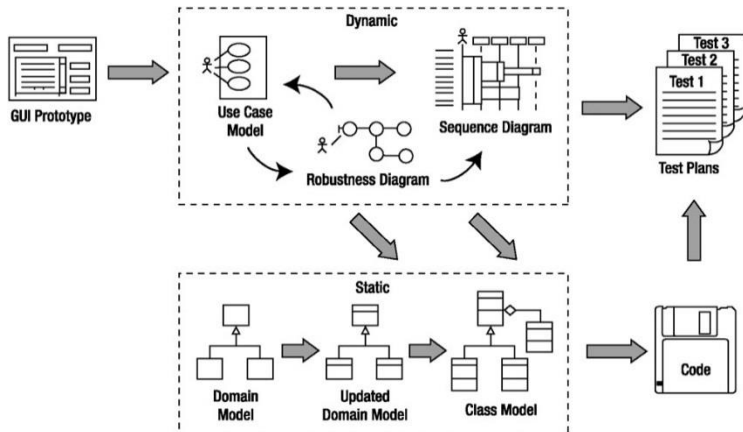 Dynamic
GUI Prototype
Use Case
Model
Robustness Diagram
Sequence Diagram
Test 3
Test 2
Test 1
Test Plans
Static
Domain
Model
Updated
Domain Model
Class Model
Code